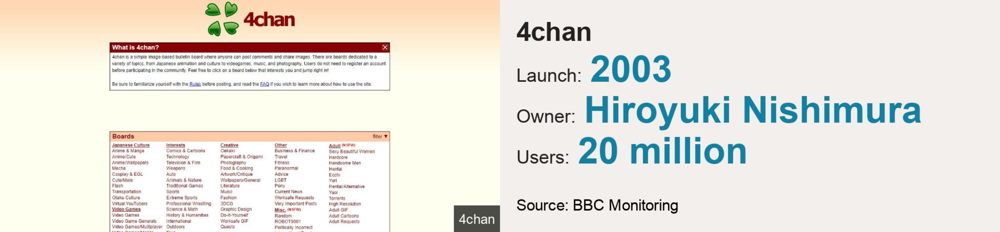 4chan
What is 4chan?
4chan is a simple image-based bulletin board where anyone can post comments and share images. There are boards dedicated to a
variety of topics, from Japanese animation and culture to videogames, music, and photography. Users do not need to register an account
before participating in the community. Feel free to click on a board below that interests you and jump right in!
Be sure to familiarize yourself with the Rules before posting, and read the FAQ if you wish to learn more about how to use the site.
Boards
filter ▼
Japanese Culture
Anime & Manga
Anime/Cute
Anime/Wallpapers
Mecha
Cosplay & EGL
Cute/Male
Flash
Transportation
Otaku Culture
Virtual YouTubers
Video Games
Video Games
Video Game Generals
Video Games/Multiplayer
Video Games/Mobile
Interests
Comics & Cartoons
Technology
Television & Film
Weapons
Auto
Animals & Nature
Traditional Games
Sports
Extreme Sports
Professional Wrestling
Science & Math
History & Humanities
International
Outdoors
Toys
Creative
Oekaki
Papercraft & Origami
Photography
Food & Cooking
Artwork/Critique
Wallpapers/General
Literature
Music
Fashion
3DCG
Graphic Design
Do-It-Yourself
Worksafe GIF
Quests
Other
Business & Finance
Travel
Fitness
Paranormal
Advice
LGBT
Pony
Current News
Worksafe Requests
Very Important Posts
Misc. (NSFW)
Random
ROBOT9001
Politically Incorrect
Adult (NSFW)
Sexy Beautiful Women
Hardcore
Handsome Men
Hentai
Ecchi
Yuri
Hentai/Alternative
Yaoi
Torrents
High Resolution
Adult GIF
Adult Cartoons
Adult Requests
4chan
4chan
Launch: 2003
Owner: Hiroyuki Nishimura
Users: 20 million
Source: BBC Monitoring